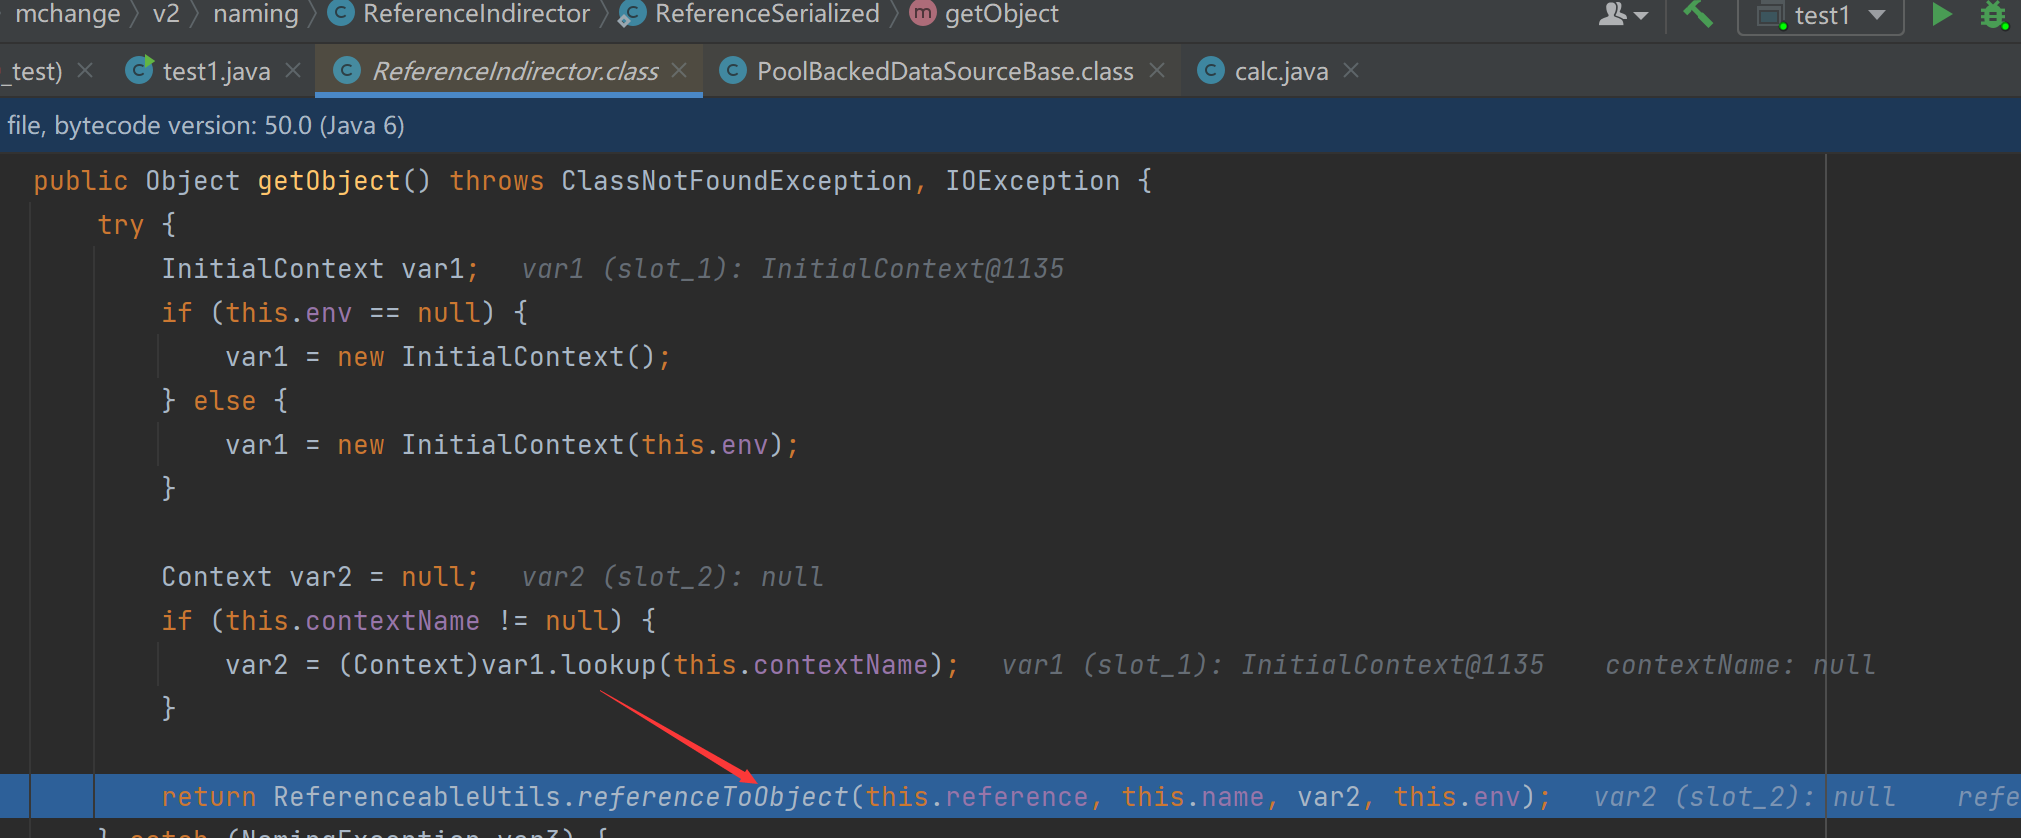 mchange v2 naming ReferenceIndirector ReferenceSerialized getObject test1
_test) test1.java ReferenceIndirector.class PoolBackedDataSourceBase.class calc.java
file, bytecode version: 50.0 (Java 6)
public Object getObject() throws ClassNotFoundException, IOException {
try {
InitialContext var1; var1 (slot_1): InitialContext@1135
if (this.env == null) {
var1 = new InitialContext();
} else {
var1 = new InitialContext(this.env);
}
Context var2 = null; var2 (slot_2): null
if (this.contextName != null) {
var2 = (Context)var1.lookup(this.contextName); var1 (slot_1): InitialContext@1135 contextName: null
}
return ReferenceableUtils.referenceToObject(this.reference, this.name, var2, this.env); var2 (slot_2): null refe
} catch (NamingException var3) {